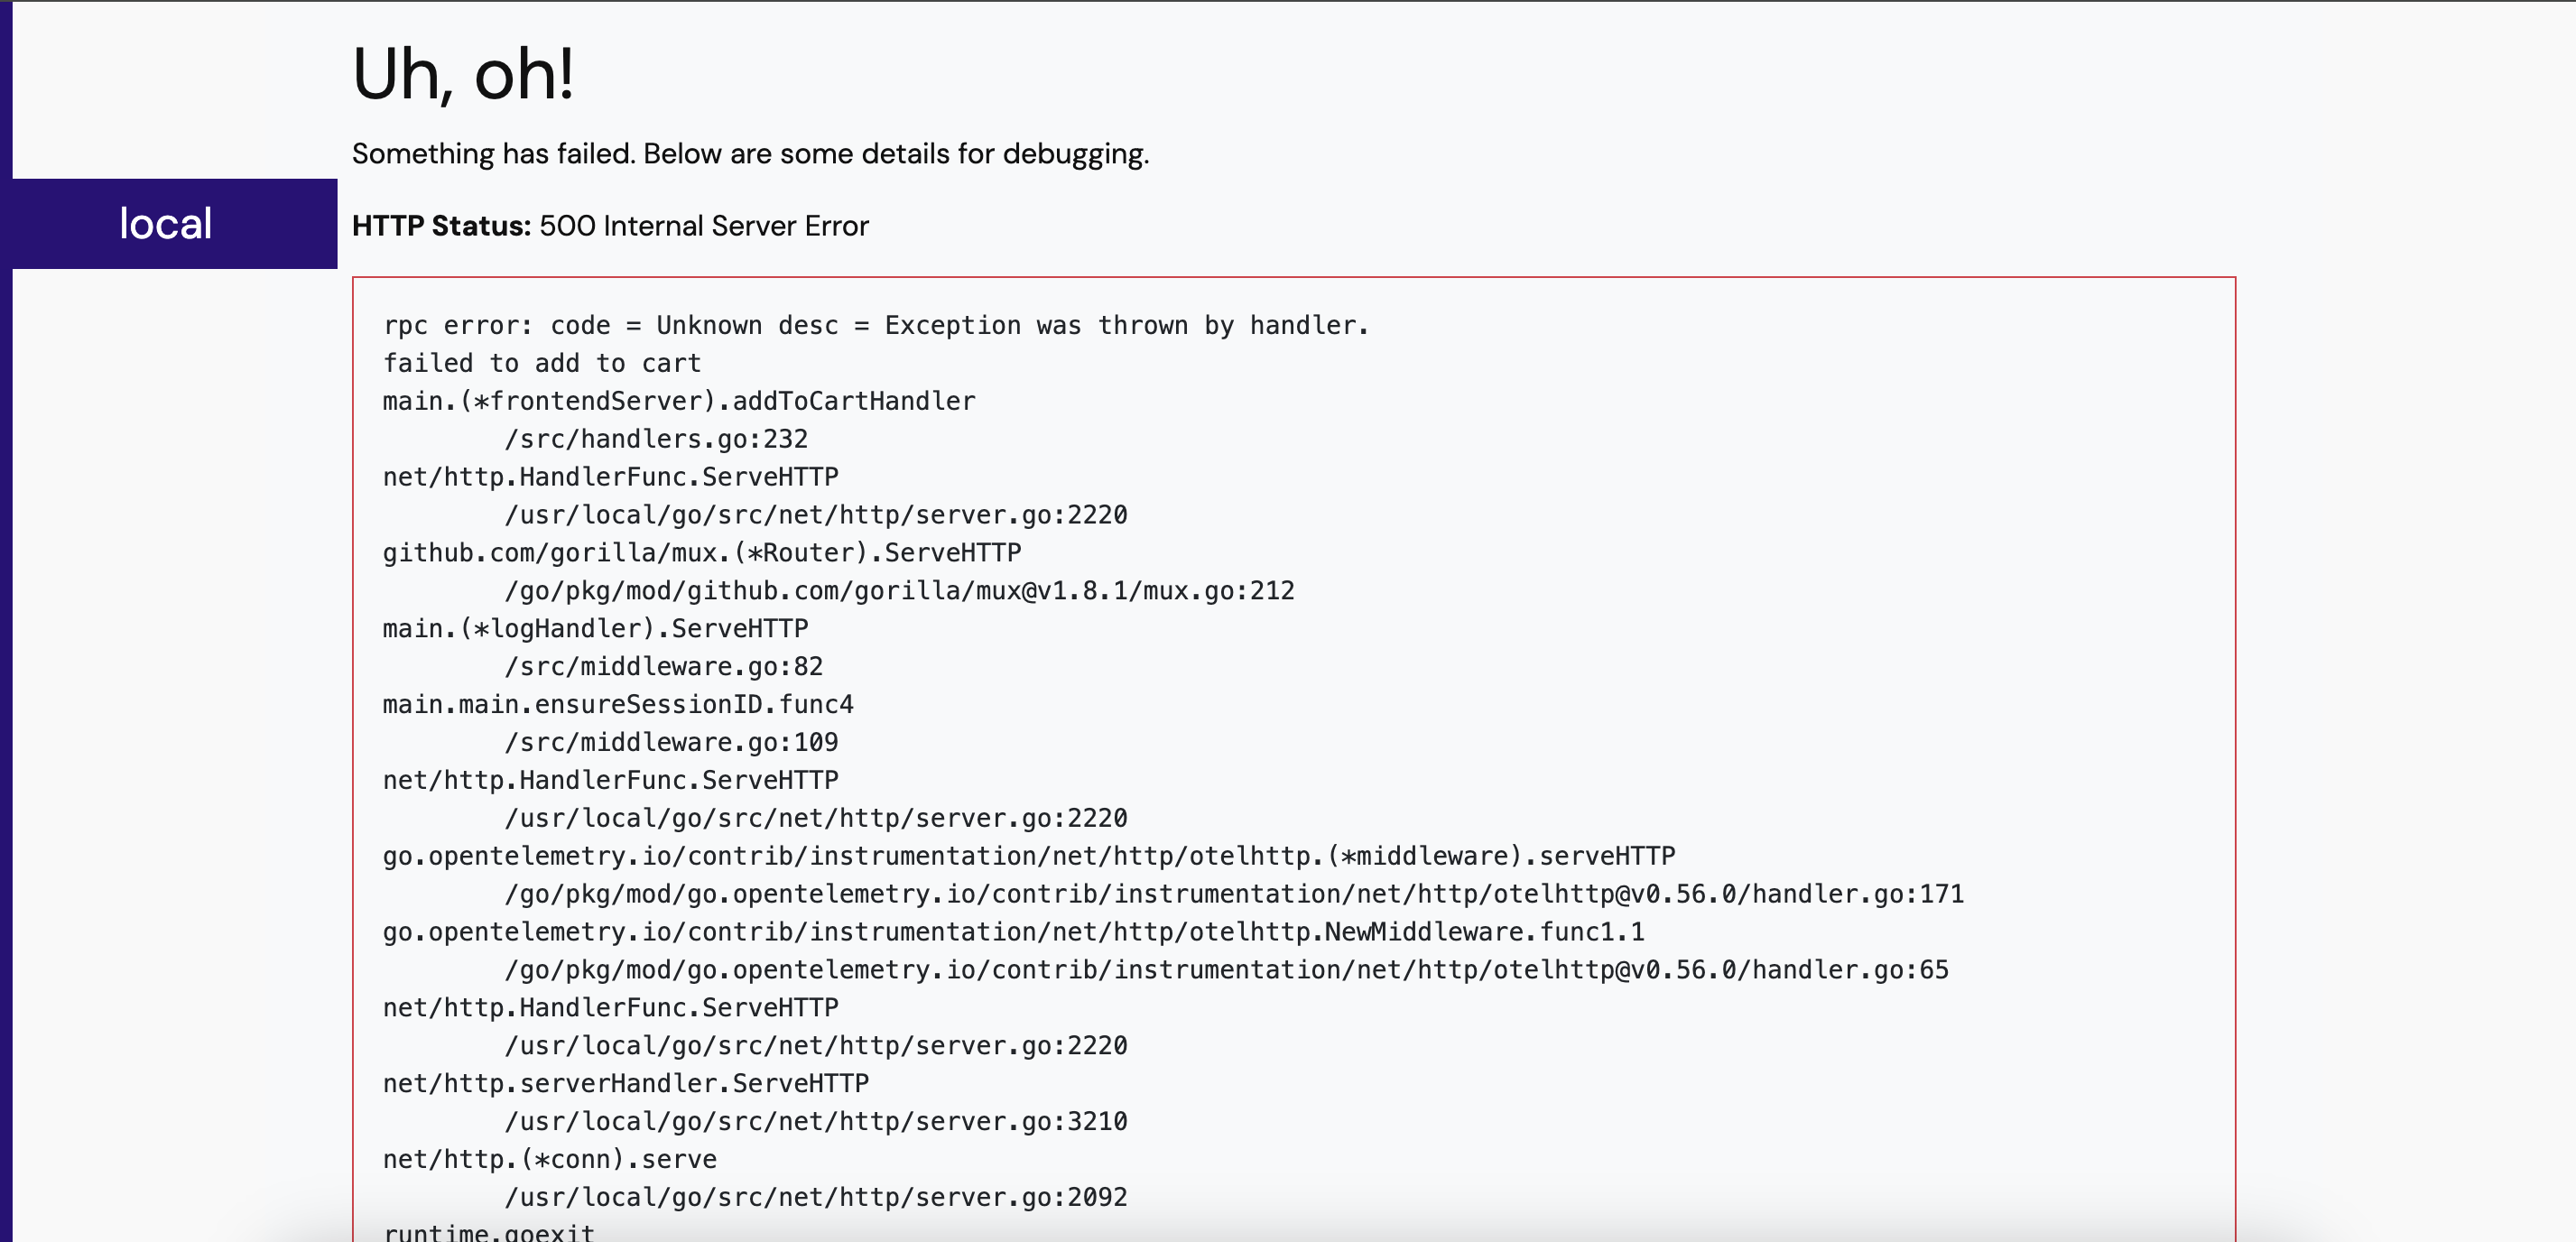 Uh, oh!
Something has failed. Below are some details for debugging.
local
HTTP Status: 500 Internal Server Error
rpc error: code = Unknown desc = Exception was thrown by handler.
failed to add to cart
main.(*frontendServer).addToCartHandler
	/src/handlers.go:232
net/http.HandlerFunc.ServeHTTP
	/usr/local/go/src/net/http/server.go:2220
github.com/gorilla/mux.(*Router).ServeHTTP
	/go/pkg/mod/github.com/gorilla/mux@v1.8.1/mux.go:212
main.(*logHandler).ServeHTTP
	/src/middleware.go:82
main.main.ensureSessionID.func4
	/src/middleware.go:109
net/http.HandlerFunc.ServeHTTP
	/usr/local/go/src/net/http/server.go:2220
go.opentelemetry.io/contrib/instrumentation/net/http/otelhttp.(*middleware).serveHTTP
	/go/pkg/mod/go.opentelemetry.io/contrib/instrumentation/net/http/otelhttp@v0.56.0/handler.go:171
go.opentelemetry.io/contrib/instrumentation/net/http/otelhttp.NewMiddleware.func1.1
	/go/pkg/mod/go.opentelemetry.io/contrib/instrumentation/net/http/otelhttp@v0.56.0/handler.go:65
net/http.HandlerFunc.ServeHTTP
	/usr/local/go/src/net/http/server.go:2220
net/http.serverHandler.ServeHTTP
	/usr/local/go/src/net/http/server.go:3210
net/http.(*conn).serve
	/usr/local/go/src/net/http/server.go:2092
runtime.goexit